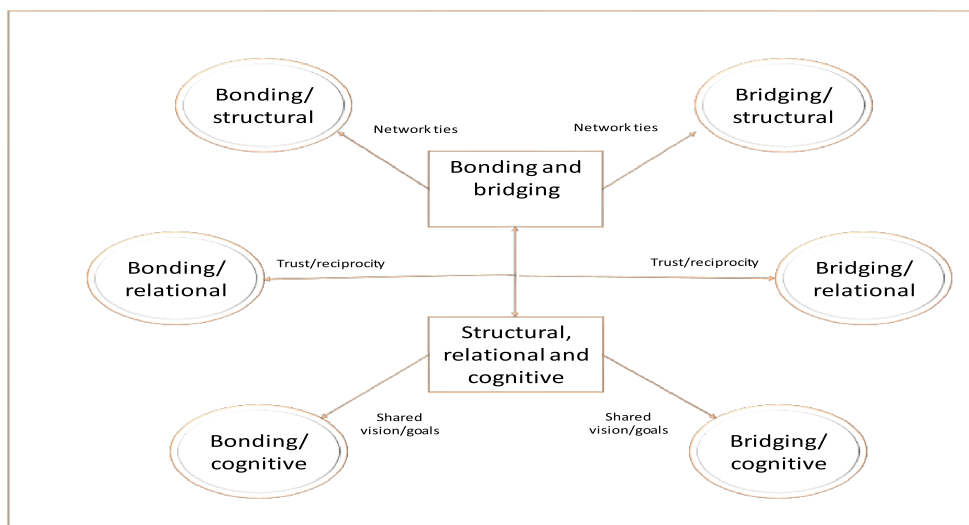 Bonding/
structural
Network ties
Network ties
Bridging/
structural
Bonding and
bridging
Bonding/
relational
Trust/reciprocity
Trust/reciprocity
Bridging/
relational
Structural,
relational and
cognitive
Bonding/
cognitive
Shared
vision/goals
Shared
vision/goals
Bridging/
cognitive